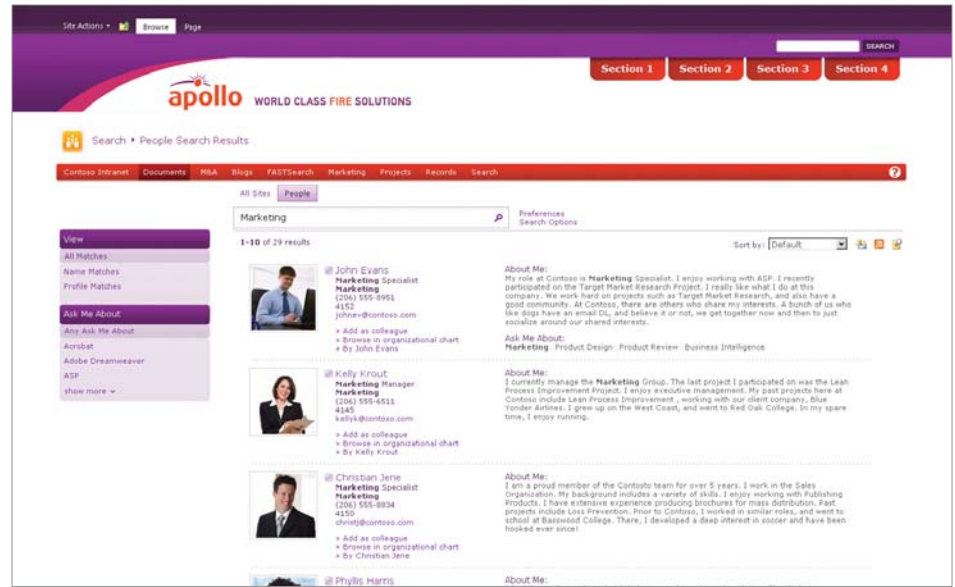 Site Actions
Browse
Page
SEARCH
Section 1 Section 2 Section 3 Section 4
apollo WORLD CLASS FIRE SOLUTIONS
Search People Search Results
Contoso Intranet Documents M&A Blogs FASTSearch Marketing Projects Records Search
All Sites People
Marketing
Preferences
Search Options
1-10 of 29 results
Sort by: Default
View
All Matches
Name Matches
Profile Matches
Ask Me About
Any Ask Me About
Acrobat
Adobe Dreamweaver
ASP
show more
John Evans
Marketing Specialist
Marketing
(206) 555-0951
4152
johnev@contoso.com
» Add as colleague
» Browse in organizational chart
» By John Evans
About Me:
My role at Contoso is Marketing Specialist. I enjoy working with ASP. I recently
participated on the Target Market Research Project. I really like what I do at this
company. We work hard on projects such as Target Market Research, and also have a
good community. At Contoso, there are others who share my interests. A bunch of us who
like dogs have an email DL, and believe it or not, we get together now and then to just
socialize around our shared interests.
Ask Me About:
Marketing Product Design Product Review Business Intelligence
Kelly Krout
Marketing Manager
Marketing
(206) 555-6511
4145
kellyk@contoso.com
» Add as colleague
» Browse in organizational chart
» By Kelly Krout
About Me:
I currently manage the Marketing Group. The last project I participated on was the Lean
Process Improvement Project. I enjoy executive management. My past projects here at
Contoso include Lean Process Improvement , working with our client company, Blue
Yonder Airlines. I grew up on the West Coast, and went to Red Oak College. In my spare
time, I enjoy running.
Christian Jene
Marketing Specialist
Marketing
(206) 555-8834
4150
christj@contoso.com
» Add as colleague
» Browse in organizational chart
» By Christian Jene
About Me:
I am a proud member of the Contosto team for over 5 years. I work in the Sales
Organization. My background includes a variety of skills. I enjoy working with Publishing
Products. I have extensive experience producing brochures for mass distribution. Past
projects include Loss Prevention. Prior to Contoso, I worked in similar roles, and went to
school at Basswood College. There, I developed a deep interest in soccer and have been
hooked ever since!
Phyllis Harris
About Me: